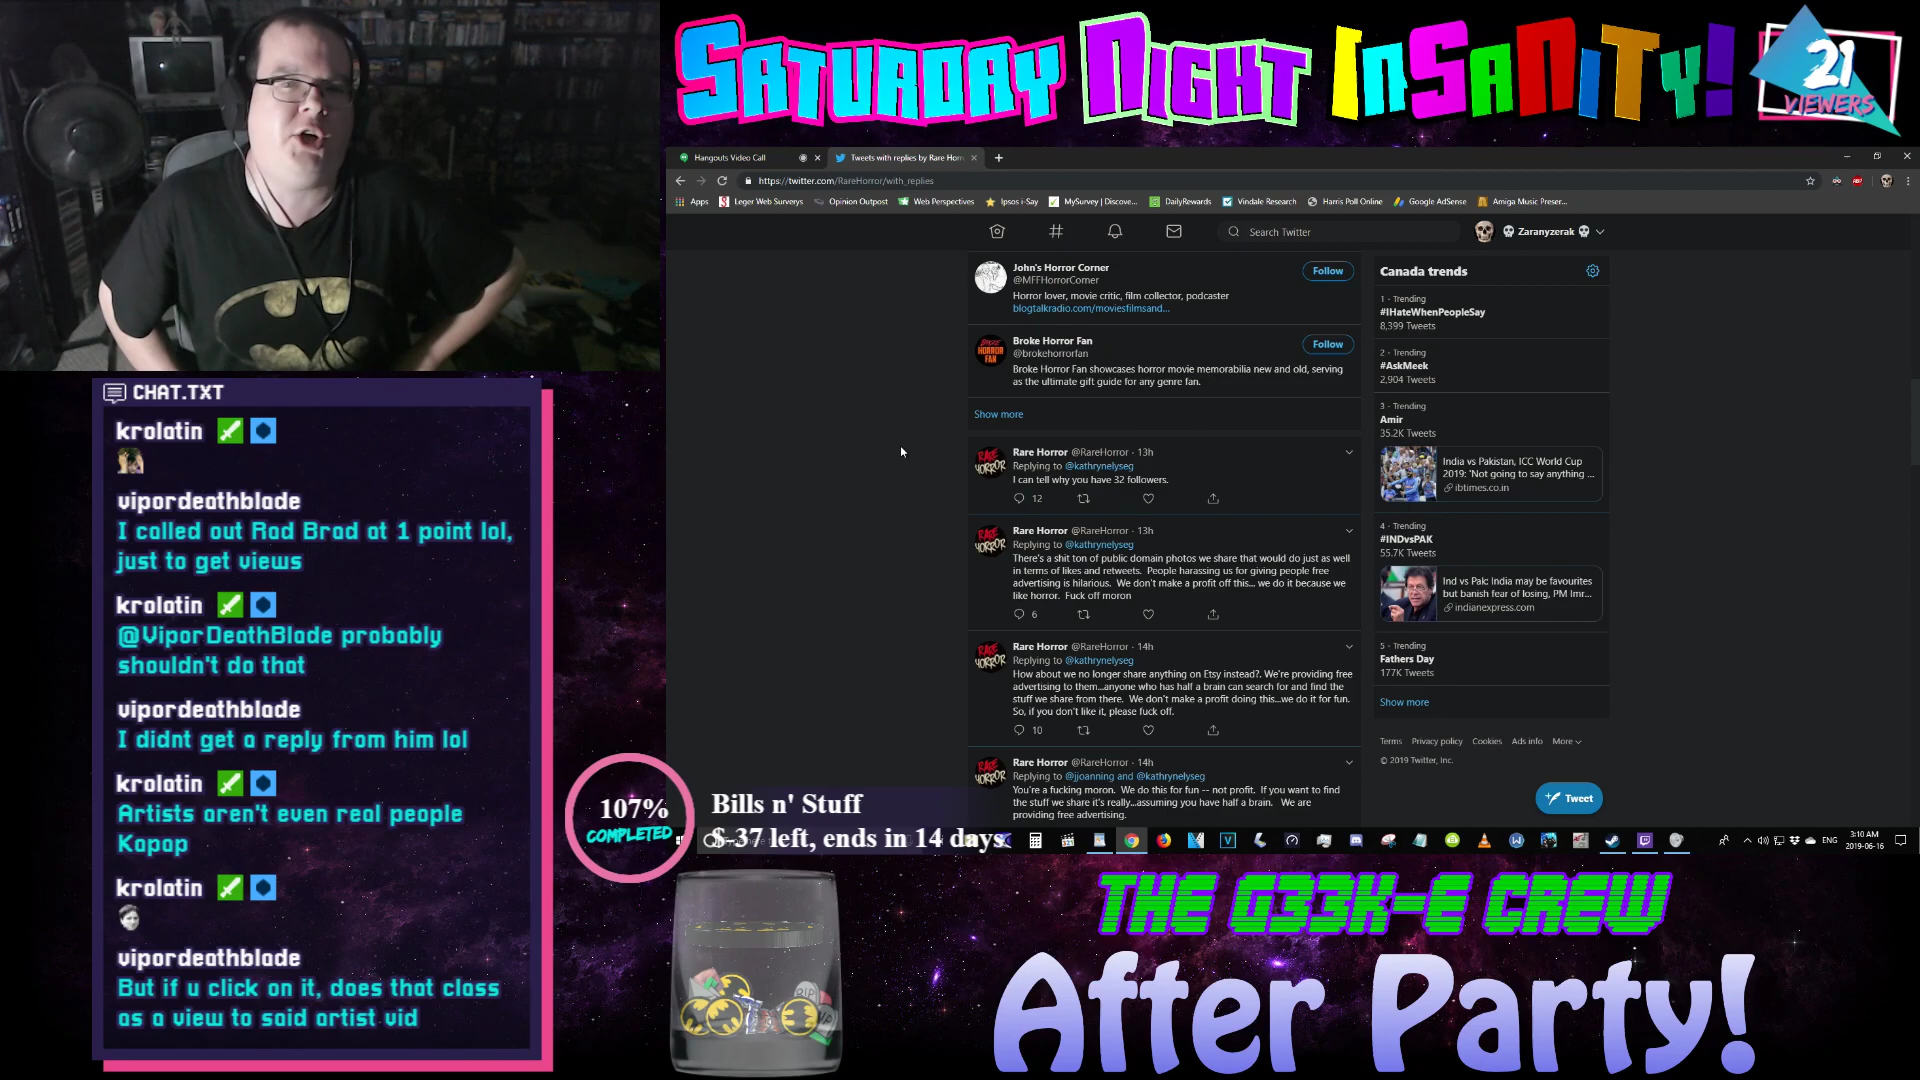 SATURDAY NIGHT INSANITY!
21
VIEWERS
Hangouts Video Call
Tweets with replies by Rare Horr
https://twitter.com/RareHorror/with_replies
Apps
Leger Web Surverys
Opinion Outpost
Web Perspectives
Ipsos i-Say
MySurvey | Discove...
DailyRewards
Vindale Research
Harris Poll Online
Google AdSense
Amiga Music Preser...
Search Twitter
Zaranyzerak
John's Horror Corner
@MFFHorrorCorner
Follow
Horror lover, movie critic, film collector, podcaster
blogtalkradio.com/moviesfilmsand...
Broke Horror Fan
@brokehorrorfan
Follow
Broke Horror Fan showcases horror movie memorabilia new and old, serving
as the ultimate gift guide for any genre fan.
Show more
Rare Horror @RareHorror · 13h
Replying to @kathrynelyseg
I can tell why you have 32 followers.
12
Rare Horror @RareHorror · 13h
Replying to @kathrynelyseg
There's a shit ton of public domain photos we share that would do just as well
in terms of likes and retweets. People harassing us for giving people free
advertising is hilarious. We don't make a profit off this... we do it because we
like horror. Fuck off moron
6
Rare Horror @RareHorror · 14h
Replying to @kathrynelyseg
How about we no longer share anything on Etsy instead?. We're providing free
advertising to them...anyone who has half a brain can search for and find the
stuff we share from there. We don't make a profit doing this...we do it for fun.
So, if you don't like it, please fuck off.
10
Rare Horror @RareHorror · 14h
Replying to @jjoanning and @kathrynelyseg
You're a fucking moron. We do this for fun -- not profit. If you want to find
the stuff we share it's really...assuming you have half a brain. We are
providing free advertising.
Canada trends
1 - Trending
#IHateWhenPeopleSay
8,399 Tweets
2 - Trending
#AskMeek
2,904 Tweets
3 - Trending
Amir
35.2K Tweets
India vs Pakistan, ICC World Cup
2019: 'Not going to say anything ...
ibtimes.co.in
4 - Trending
#INDvsPAK
55.7K Tweets
Ind vs Pak: India may be favourites
but banish fear of losing, PM Imr...
indianexpress.com
5 - Trending
Fathers Day
177K Tweets
Show more
Terms Privacy policy Cookies Ads info More
© 2019 Twitter, Inc.
Tweet
ENG
3:10 AM
2019-06-16
CHAT.TXT
krolatin
vipordeathblade
I called out Rad Brad at 1 point lol,
just to get views
krolatin
@ViporDeathBlade probably
shouldn't do that
vipordeathblade
I didnt get a reply from him lol
krolatin
Artists aren't even real people
Kapap
krolatin
vipordeathblade
But if u click on it, does that class
as a view to said artist vid
107%
COMPLETED
Bills n' Stuff
$-37 left, ends in 14 days
THE G33K-E CREW
After Party!